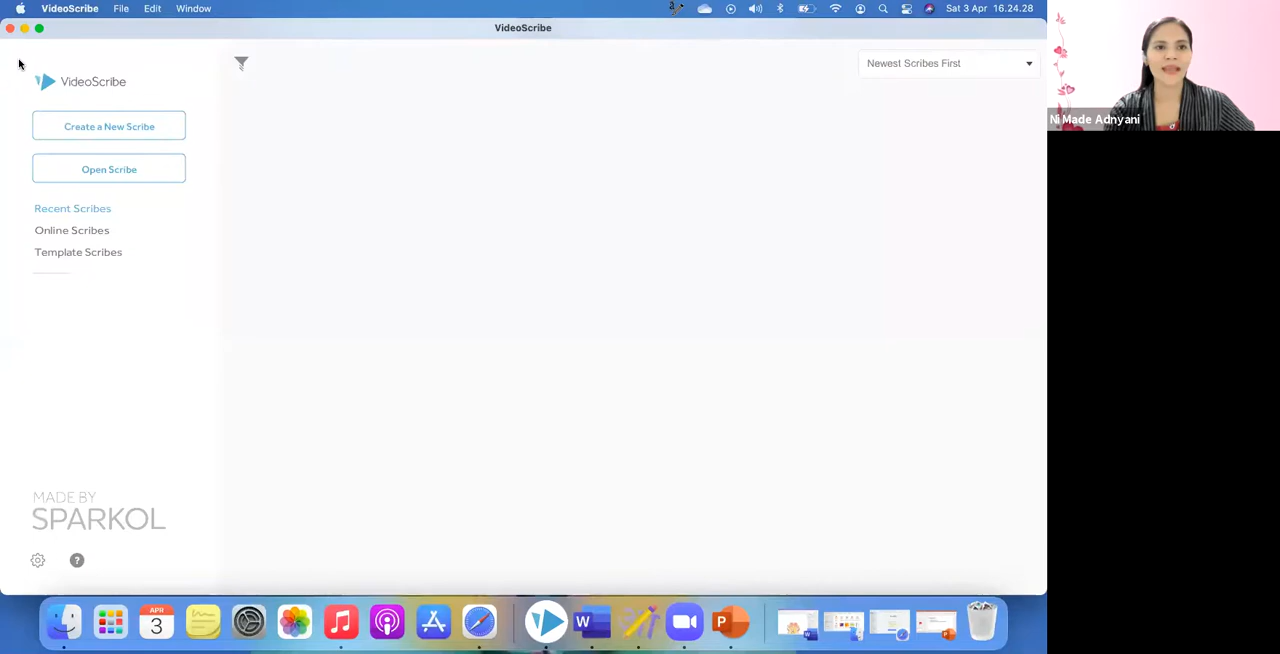 VideoScribe File Edit Window Sat 3 Apr 16.24.28
VideoScribe
Newest Scribes First
VideoScribe
Create a New Scribe
Open Scribe
Recent Scribes
Online Scribes
Template Scribes
MADE BY
SPARKOL
?
APR
3
W
P
Ni Made Adnyani